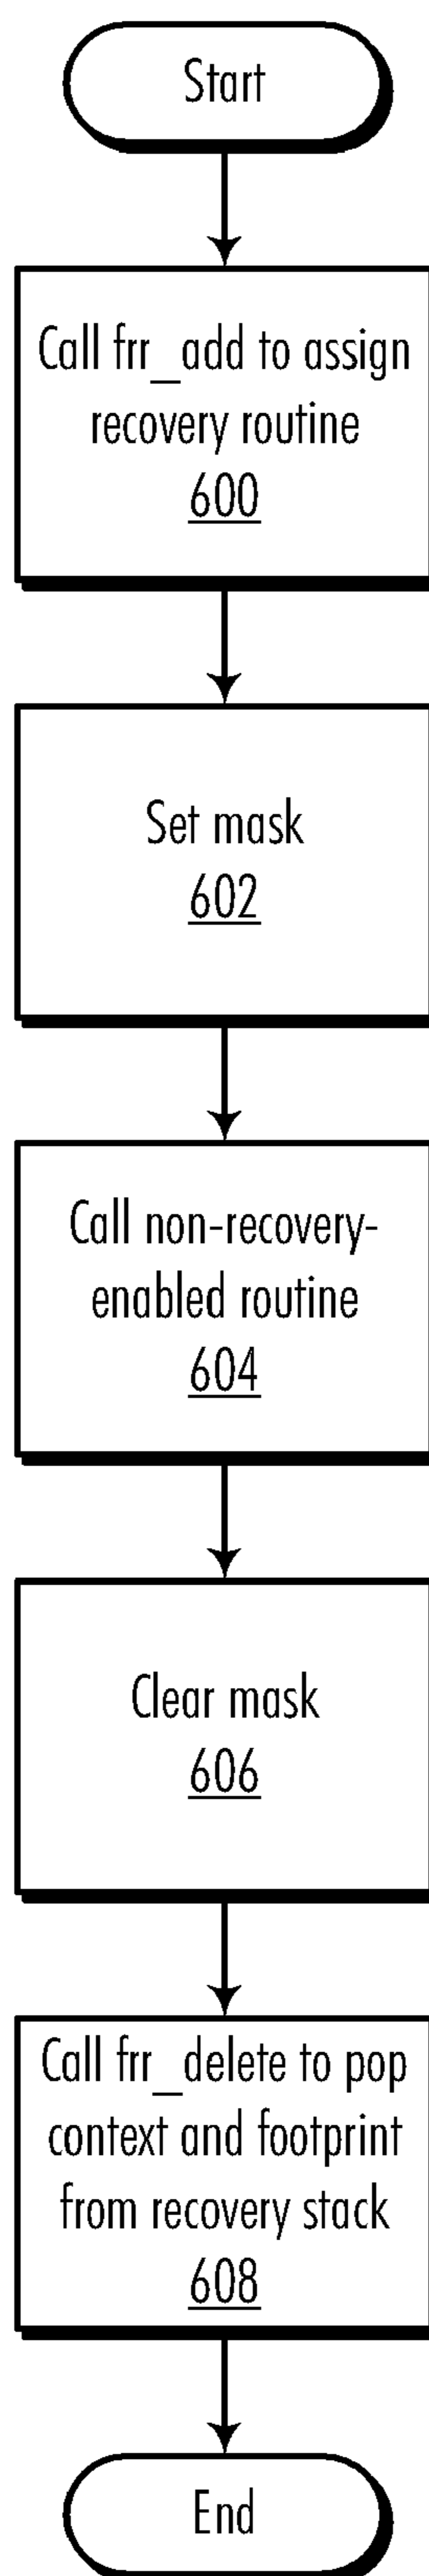 Start
Call frr_add to assign
recovery routine
600
Set mask
602
Call non-recovery-
enabled routine
604
Clear mask
606
Call frr_delete to pop
context and footprint
from recovery stack
608
End